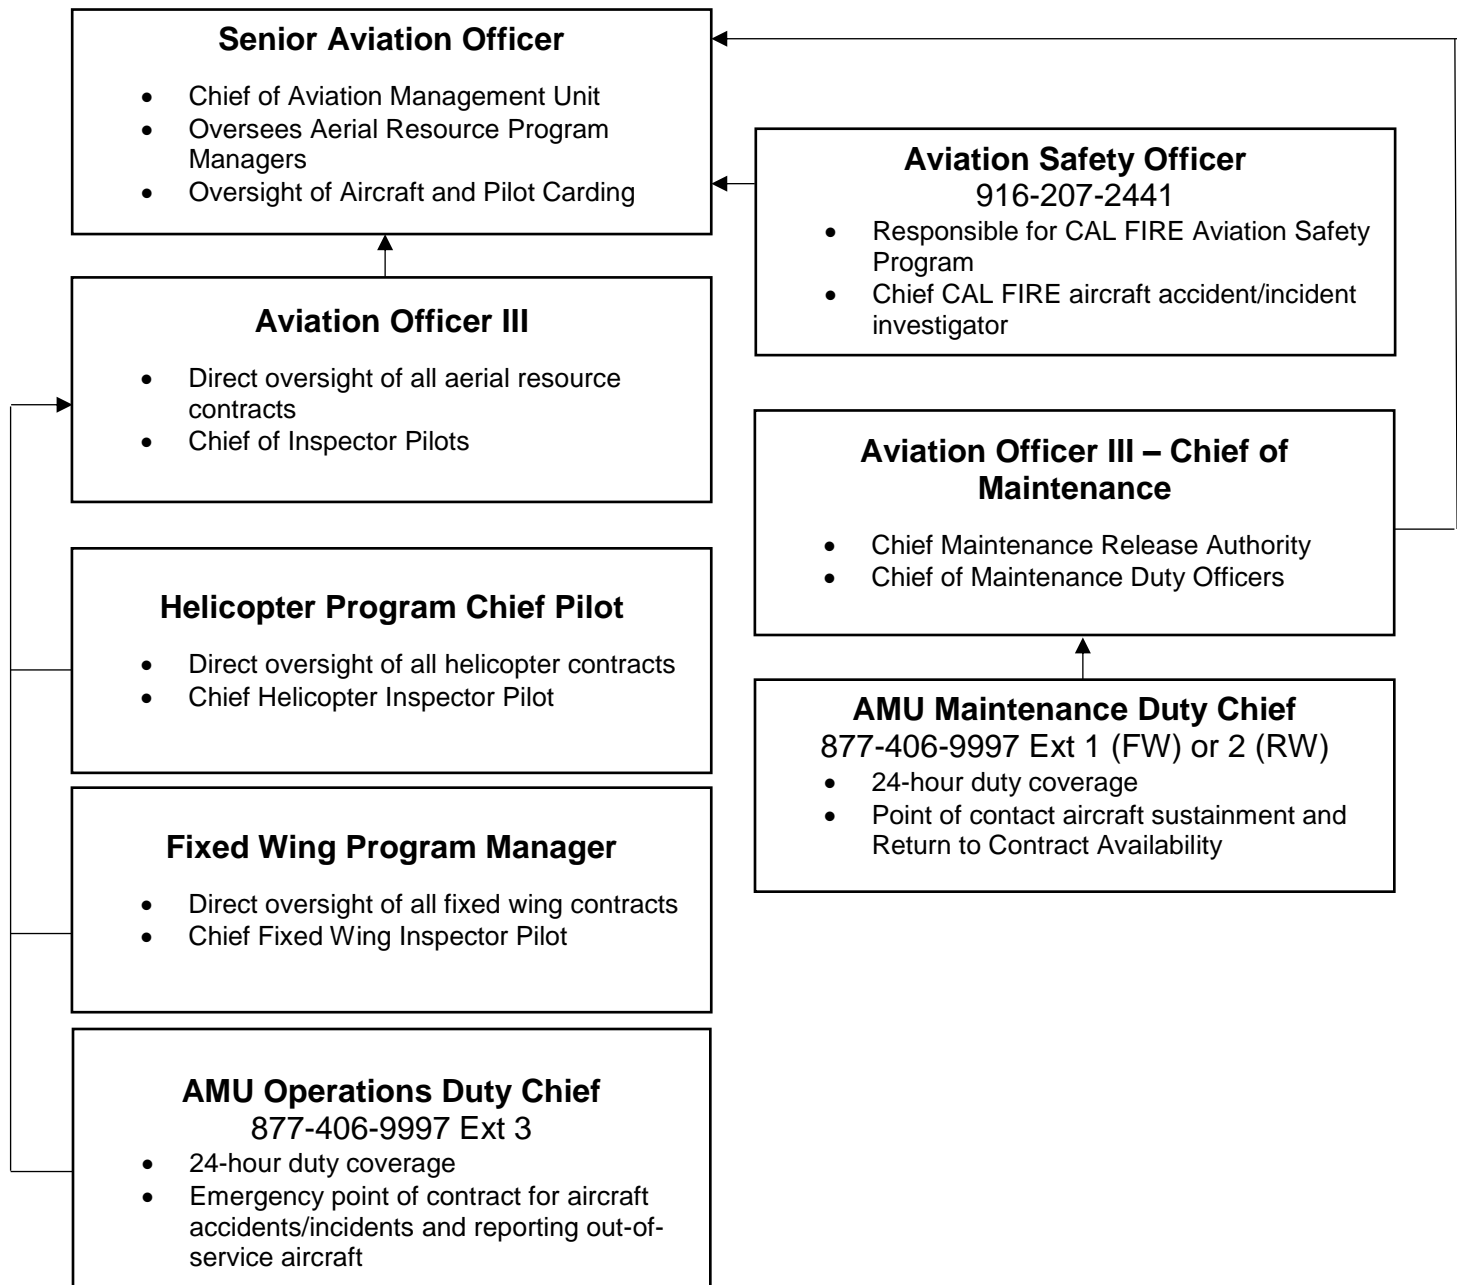 Senior Aviation Officer
• Chief of Aviation Management Unit
• Oversees Aerial Resource Program
Managers
• Oversight of Aircraft and Pilot Carding
Aviation Safety Officer
916-207-2441
• Responsible for CAL FIRE Aviation Safety
Program
• Chief CAL FIRE aircraft accident/incident
investigator
Aviation Officer III
• Direct oversight of all aerial resource
contracts
• Chief of Inspector Pilots
Aviation Officer III – Chief of
Maintenance
• Chief Maintenance Release Authority
• Chief of Maintenance Duty Officers
Helicopter Program Chief Pilot
• Direct oversight of all helicopter contracts
• Chief Helicopter Inspector Pilot
AMU Maintenance Duty Chief
877-406-9997 Ext 1 (FW) or 2 (RW)
• 24-hour duty coverage
• Point of contact aircraft sustainment and
Return to Contract Availability
Fixed Wing Program Manager
• Direct oversight of all fixed wing contracts
• Chief Fixed Wing Inspector Pilot
AMU Operations Duty Chief
877-406-9997 Ext 3
• 24-hour duty coverage
• Emergency point of contract for aircraft
accidents/incidents and reporting out-of-
service aircraft